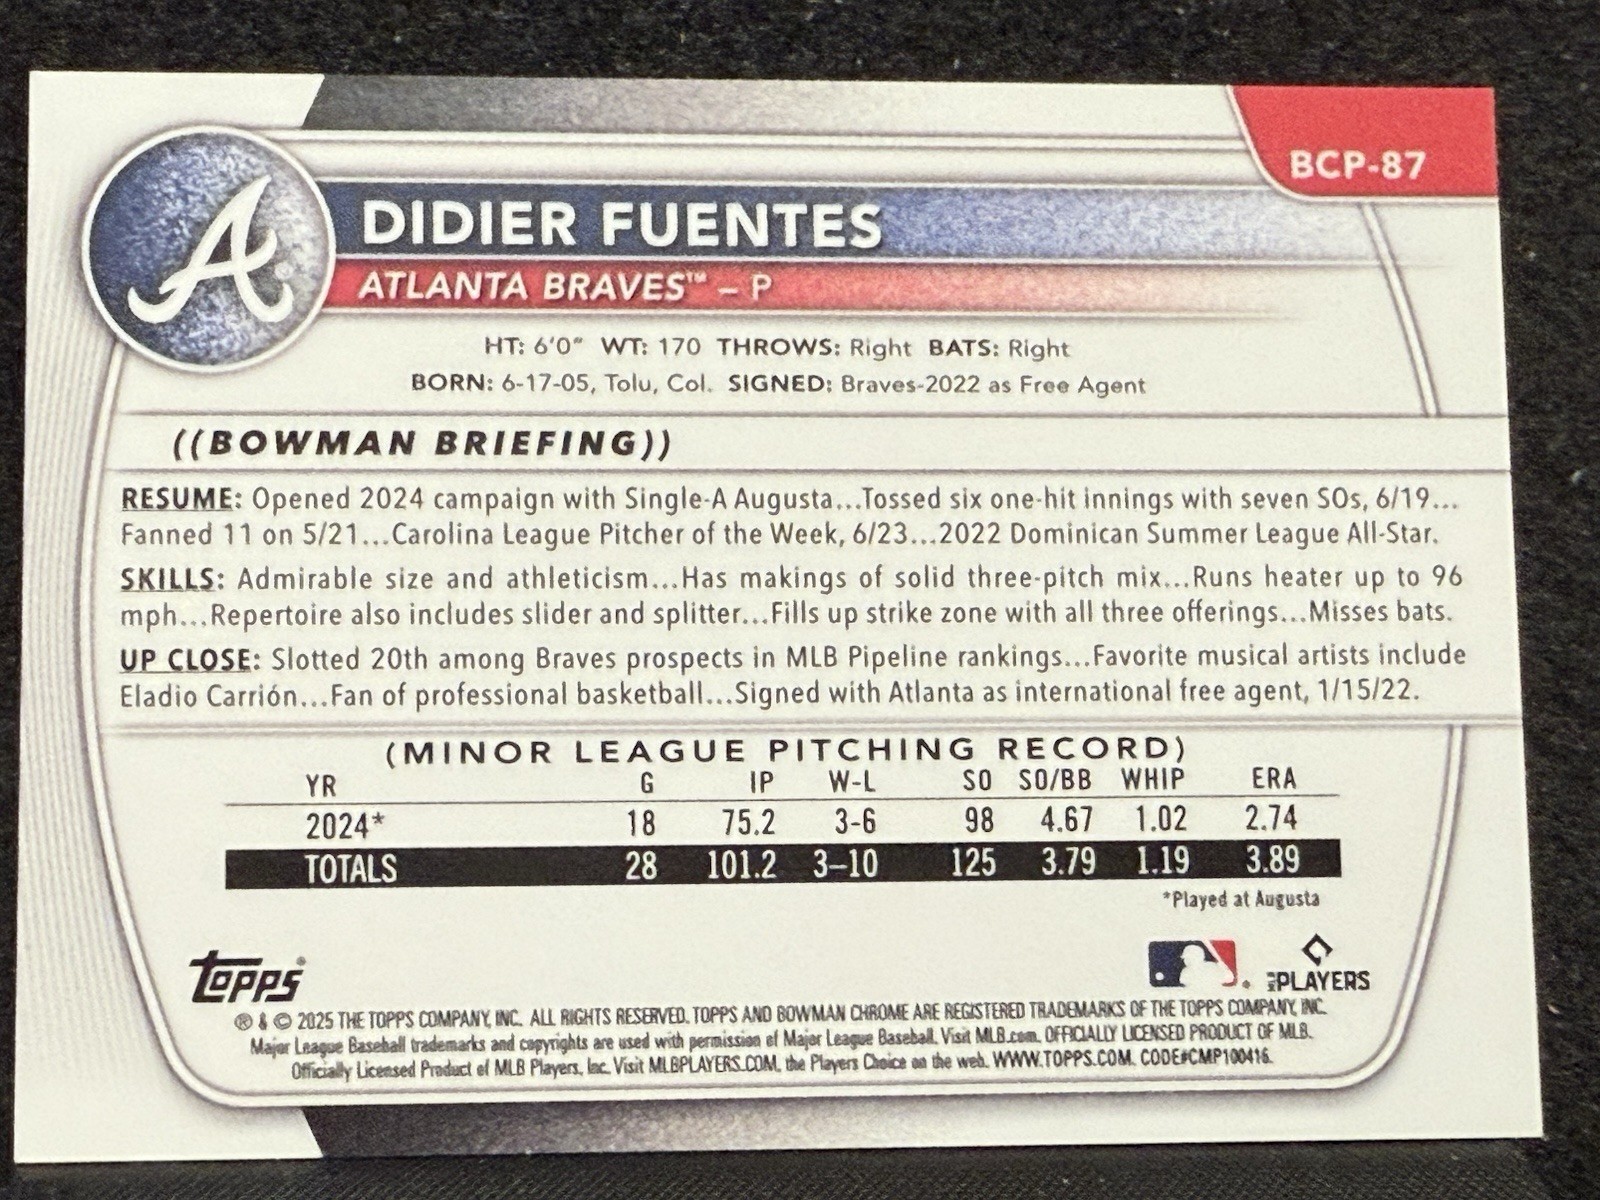 BCP-87
A
DIDIER FUENTES
ATLANTA BRAVES™ – P
HT: 6'0" WT: 170 THROWS: Right BATS: Right
BORN: 6-17-05, Tolu, Col. SIGNED: Braves-2022 as Free Agent
((BOWMAN BRIEFING))
RESUME: Opened 2024 campaign with Single-A Augusta...Tossed six one-hit innings with seven SOs, 6/19...
Fanned 11 on 5/21...Carolina League Pitcher of the Week, 6/23...2022 Dominican Summer League All-Star.
SKILLS: Admirable size and athleticism...Has makings of solid three-pitch mix...Runs heater up to 96
mph...Repertoire also includes slider and splitter...Fills up strike zone with all three offerings...Misses bats.
UP CLOSE: Slotted 20th among Braves prospects in MLB Pipeline rankings...Favorite musical artists include
Eladio Carrión...Fan of professional basketball...Signed with Atlanta as international free agent, 1/15/22.
(MINOR LEAGUE PITCHING RECORD)
YR G IP W-L SO SO/BB WHIP ERA
2024* 18 75.2 3-6 98 4.67 1.02 2.74
TOTALS 28 101.2 3–10 125 3.79 1.19 3.89
*Played at Augusta
Topps
PLAYERS
® & © 2025 THE TOPPS COMPANY, INC. ALL RIGHTS RESERVED. TOPPS AND BOWMAN CHROME ARE REGISTERED TRADEMARKS OF THE TOPPS COMPANY, INC.
Major League Baseball trademarks and copyrights are used with permission of Major League Baseball. Visit MLB.com. OFFICIALLY LICENSED PRODUCT OF MLB.
Officially Licensed Product of MLB Players, Inc. Visit MLBPLAYERS.COM, the Players Choice on the web. WWW.TOPPS.COM. CODE#CMP100416.